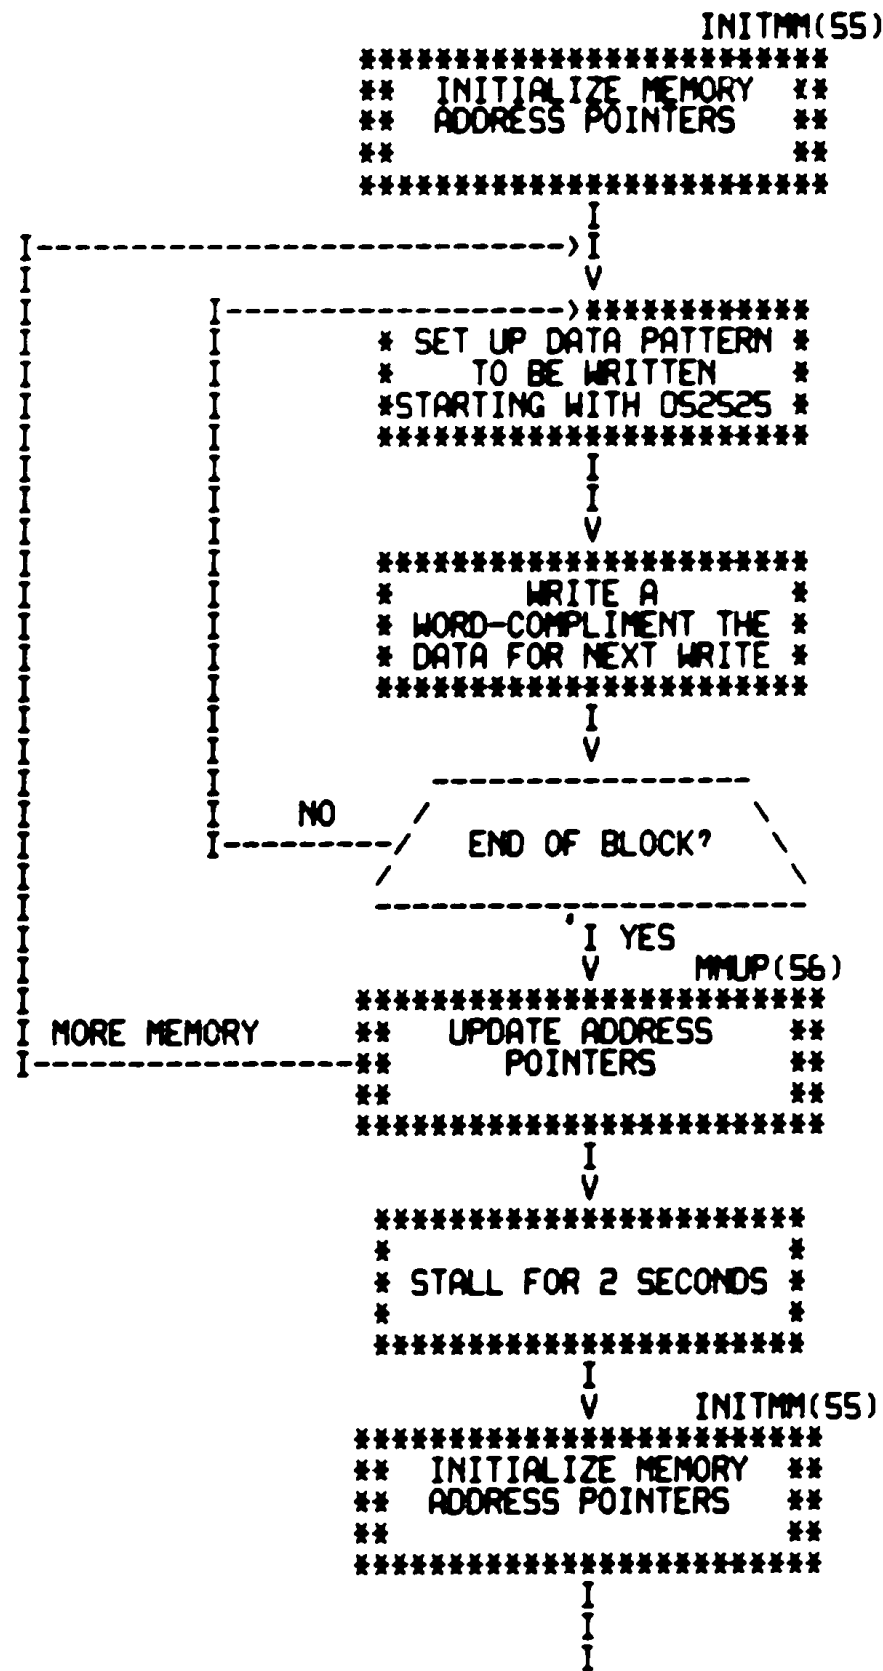 INITMM(55)
INITIALIZE MEMORY
ADDRESS POINTERS
SET UP DATA PATTERN
TO BE WRITTEN
STARTING WITH 052525
WRITE A
WORD-COMPLIMENT THE
DATA FOR NEXT WRITE
NO
END OF BLOCK?
YES
MMUP(56)
MORE MEMORY
UPDATE ADDRESS
POINTERS
STALL FOR 2 SECONDS
INITMM(55)
INITIALIZE MEMORY
ADDRESS POINTERS